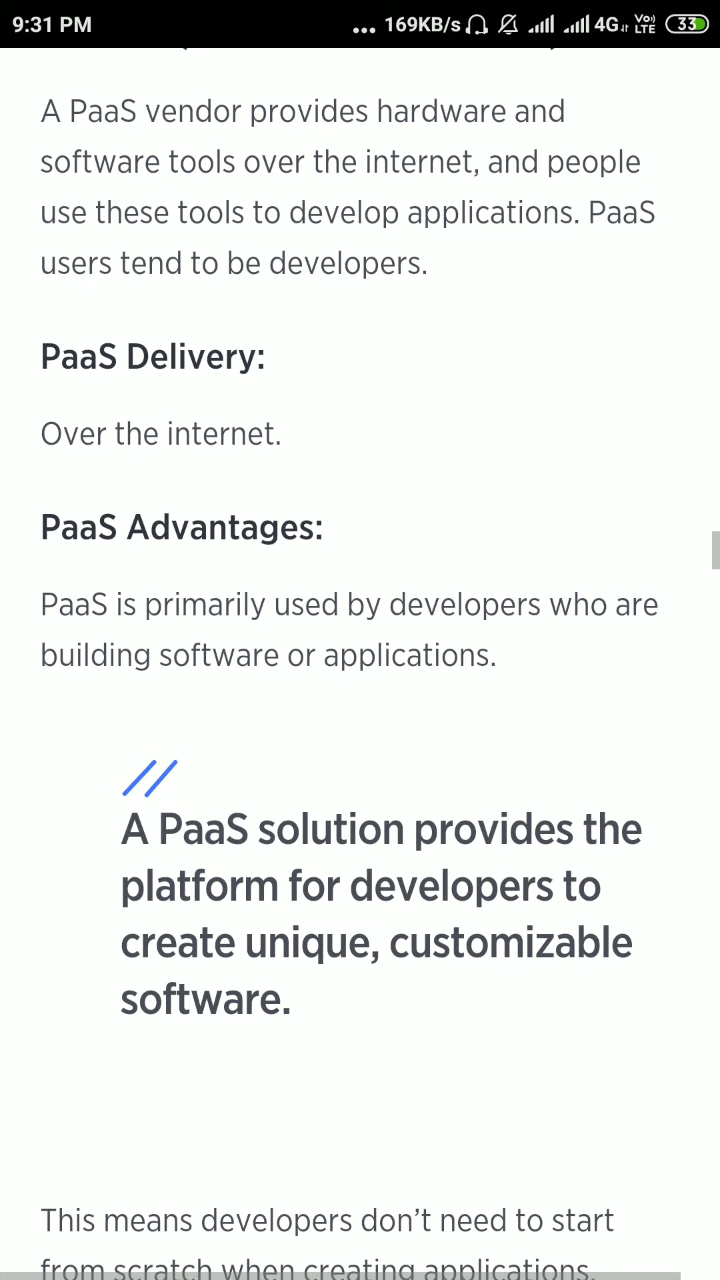 9:31 PM
... 169KB/s 4G Vo)) LTE 33
A PaaS vendor provides hardware and
software tools over the internet, and people
use these tools to develop applications. PaaS
users tend to be developers.
PaaS Delivery:
Over the internet.
PaaS Advantages:
PaaS is primarily used by developers who are
building software or applications.
//
A PaaS solution provides the
platform for developers to
create unique, customizable
software.
This means developers don’t need to start
from scratch when creating applications.